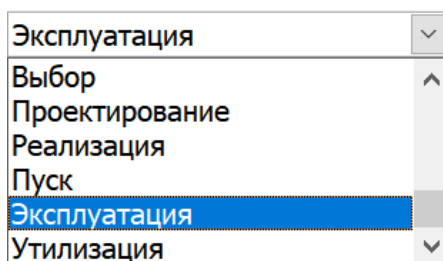 Эксплуатация
Выбор
Проектирование
Реализация
Пуск
Эксплуатация
Утилизация